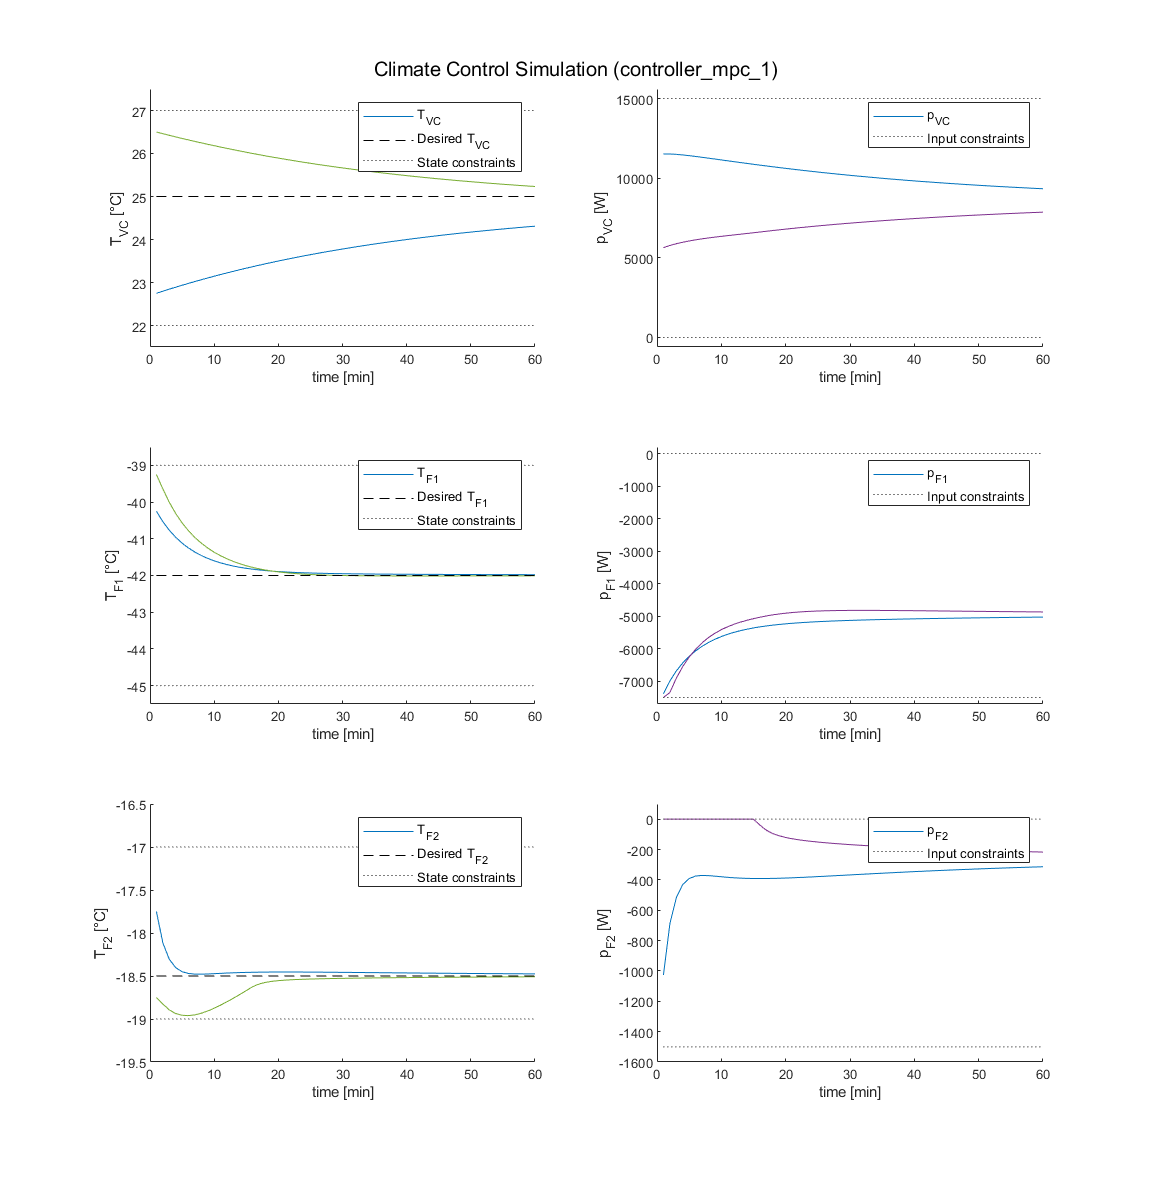 Climate Control Simulation (controller_mpc_1)
27
26
25
24
23
22
T_VC [°C]
0 10 20 30 40 50 60
time [min]
T_VC
Desired T_VC
State constraints
15000
10000
5000
0
p_VC [W]
0 10 20 30 40 50 60
time [min]
p_VC
Input constraints
-39
-40
-41
-42
-43
-44
-45
T_F1 [°C]
0 10 20 30 40 50 60
time [min]
T_F1
Desired T_F1
State constraints
0
-1000
-2000
-3000
-4000
-5000
-6000
-7000
p_F1 [W]
0 10 20 30 40 50 60
time [min]
p_F1
Input constraints
-16.5
-17
-17.5
-18
-18.5
-19
-19.5
T_F2 [°C]
0 10 20 30 40 50 60
time [min]
T_F2
Desired T_F2
State constraints
0
-200
-400
-600
-800
-1000
-1200
-1400
-1600
p_F2 [W]
0 10 20 30 40 50 60
time [min]
p_F2
Input constraints